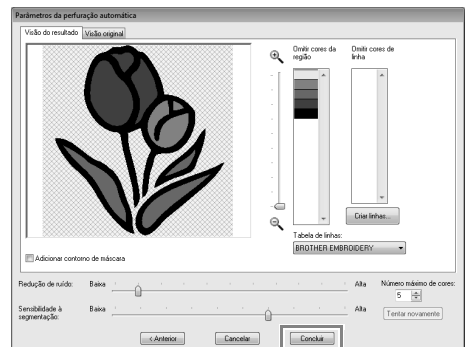 Parâmetros da perfuração automática
Visão do resultado
Visão original
Omitir cores da
região
Omitir cores de
linha
Criar linhas...
Tabela de linhas:
BROTHER EMBROIDERY
Adicionar contorno de máscara
Redução de ruído:
Baixa
Alta
Número máximo de cores:
5
Sensibilidade à
segmentação:
Baixa
Alta
Tentar novamente
< Anterior
Cancelar
Concluir